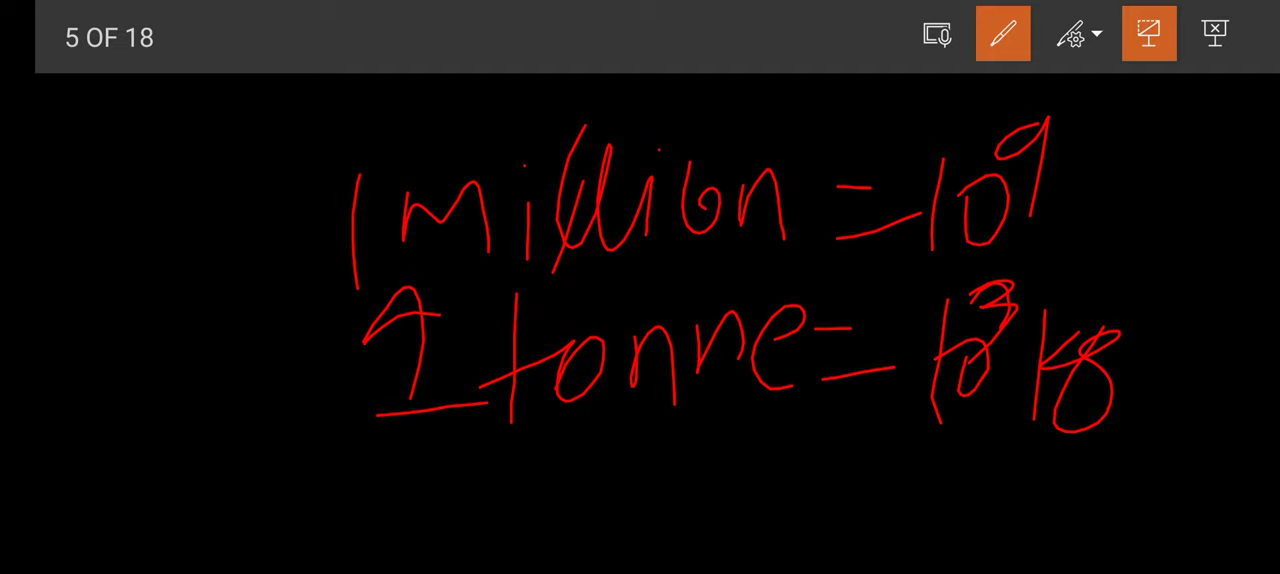 5 OF 18
1 million = 10⁹
1 tonne = 10³ kg